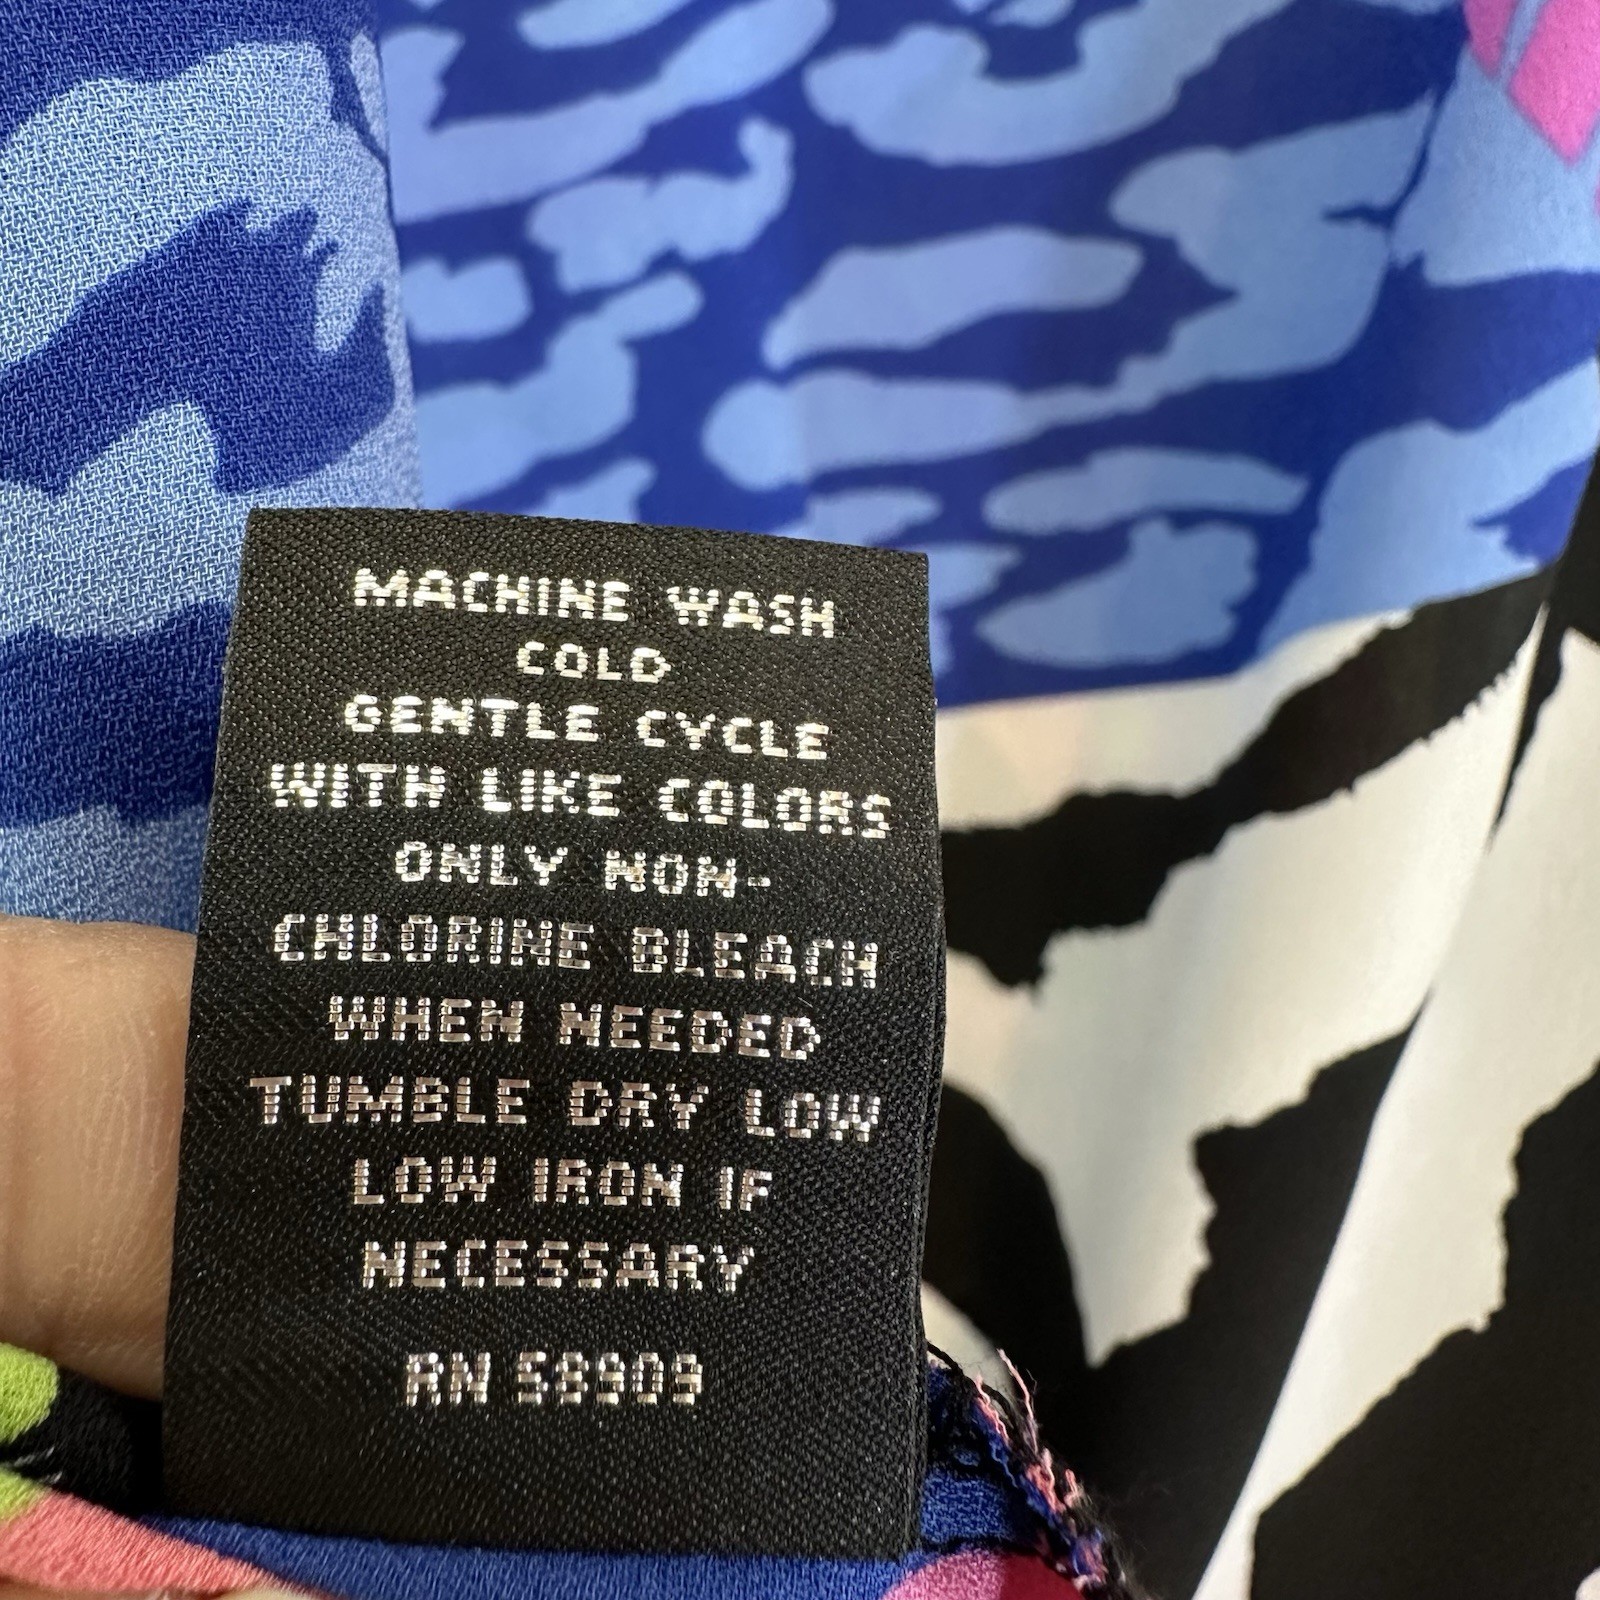 MACHINE WASH
COLD
GENTLE CYCLE
WITH LIKE COLORS
ONLY NON-
CHLORINE BLEACH
WHEN NEEDED
TUMBLE DRY LOW
LOW IRON IF
NECESSARY
RN 58909